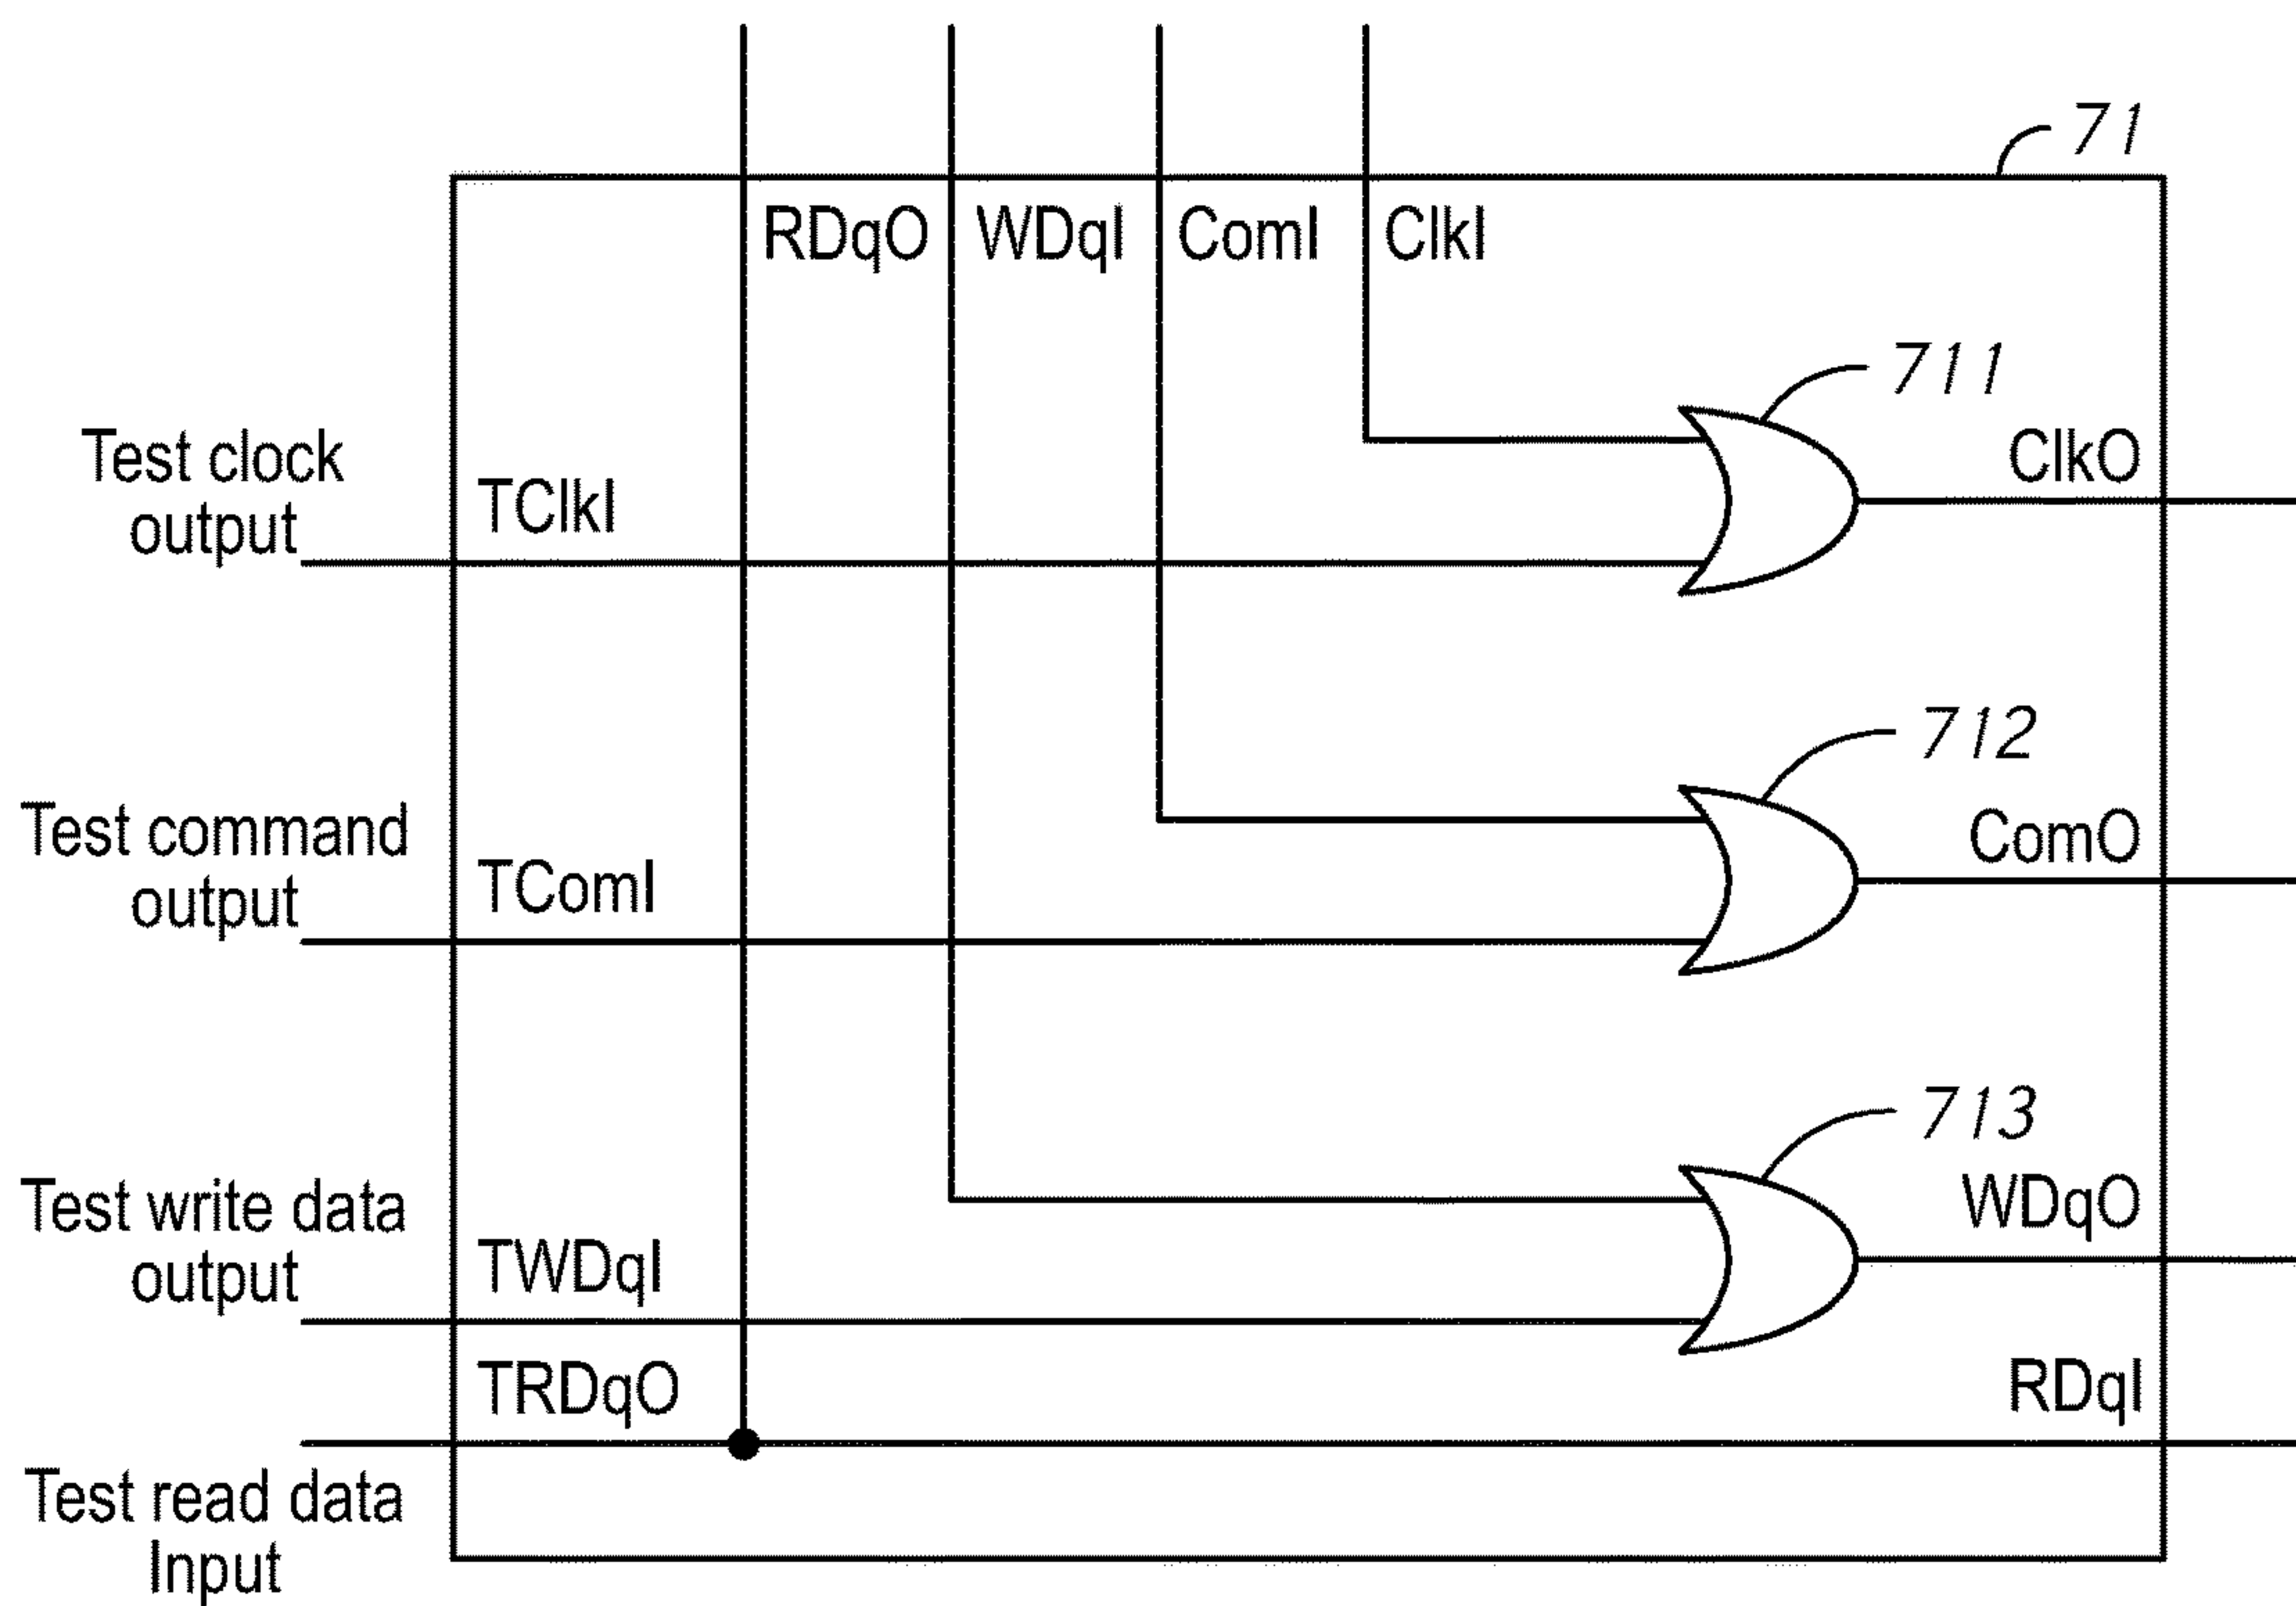 71
RDqO WDqI ComI ClkI
711
Test clock
output
TClkI
ClkO
712
Test command
output
TComI
ComO
713
Test write data
output
TWDqI
WDqO
TRDqO
RDqI
Test read data
Input